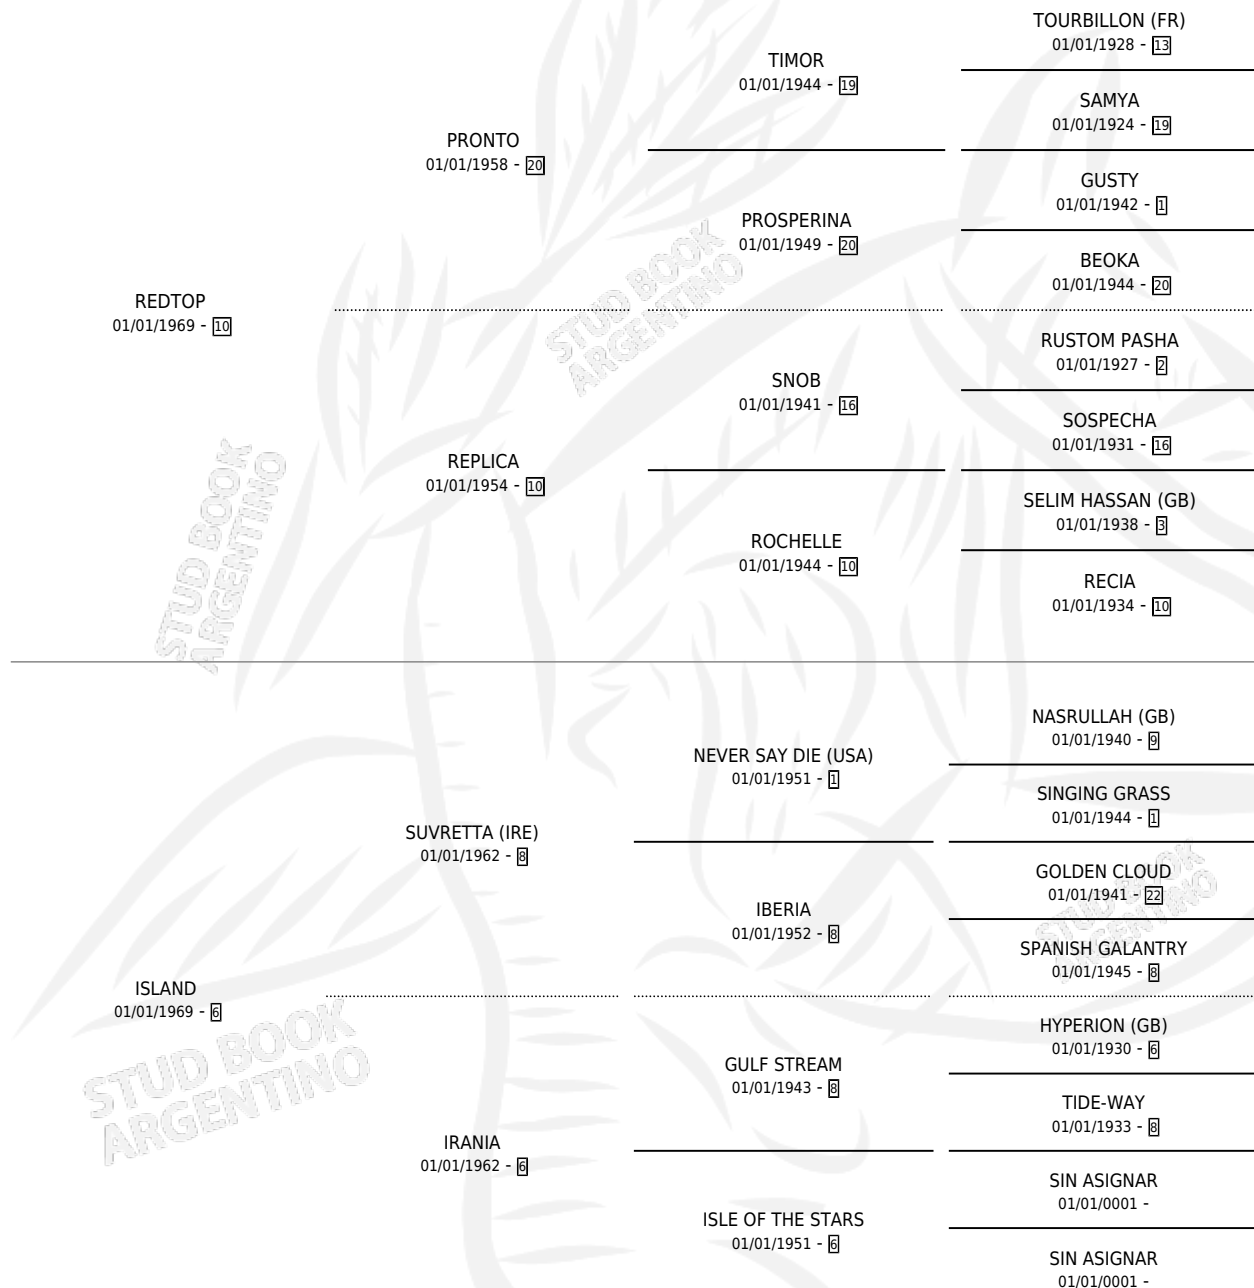 TOURBILLON (FR)
01/01/1928 - 13
TIMOR
01/01/1944 - 19
SAMYA
01/01/1924 - 19
PRONTO
01/01/1958 - 20
GUSTY
01/01/1942 - 1
PROSPERINA
01/01/1949 - 20
BEOKA
01/01/1944 - 20
REDTOP
01/01/1969 - 10
RUSTOM PASHA
01/01/1927 - 2
SNOB
01/01/1941 - 16
SOSPECHA
01/01/1931 - 16
REPLICA
01/01/1954 - 10
SELIM HASSAN (GB)
01/01/1938 - 3
ROCHELLE
01/01/1944 - 10
RECIA
01/01/1934 - 10
NASRULLAH (GB)
01/01/1940 - 9
NEVER SAY DIE (USA)
01/01/1951 - 1
SINGING GRASS
01/01/1944 - 1
SUVRETTA (IRE)
01/01/1962 - 8
GOLDEN CLOUD
01/01/1941 - 22
IBERIA
01/01/1952 - 8
SPANISH GALANTRY
01/01/1945 - 8
ISLAND
01/01/1969 - 6
HYPERION (GB)
01/01/1930 - 6
GULF STREAM
01/01/1943 - 8
TIDE-WAY
01/01/1933 - 8
IRANIA
01/01/1962 - 6
SIN ASIGNAR
01/01/0001 -
ISLE OF THE STARS
01/01/1951 - 6
SIN ASIGNAR
01/01/0001 -
STUD BOOK
ARGENTINO
STUD BOOK
ARGENTINO
STUD BOOK
ARGENTINO
STUD BOOK
ARGENTINO